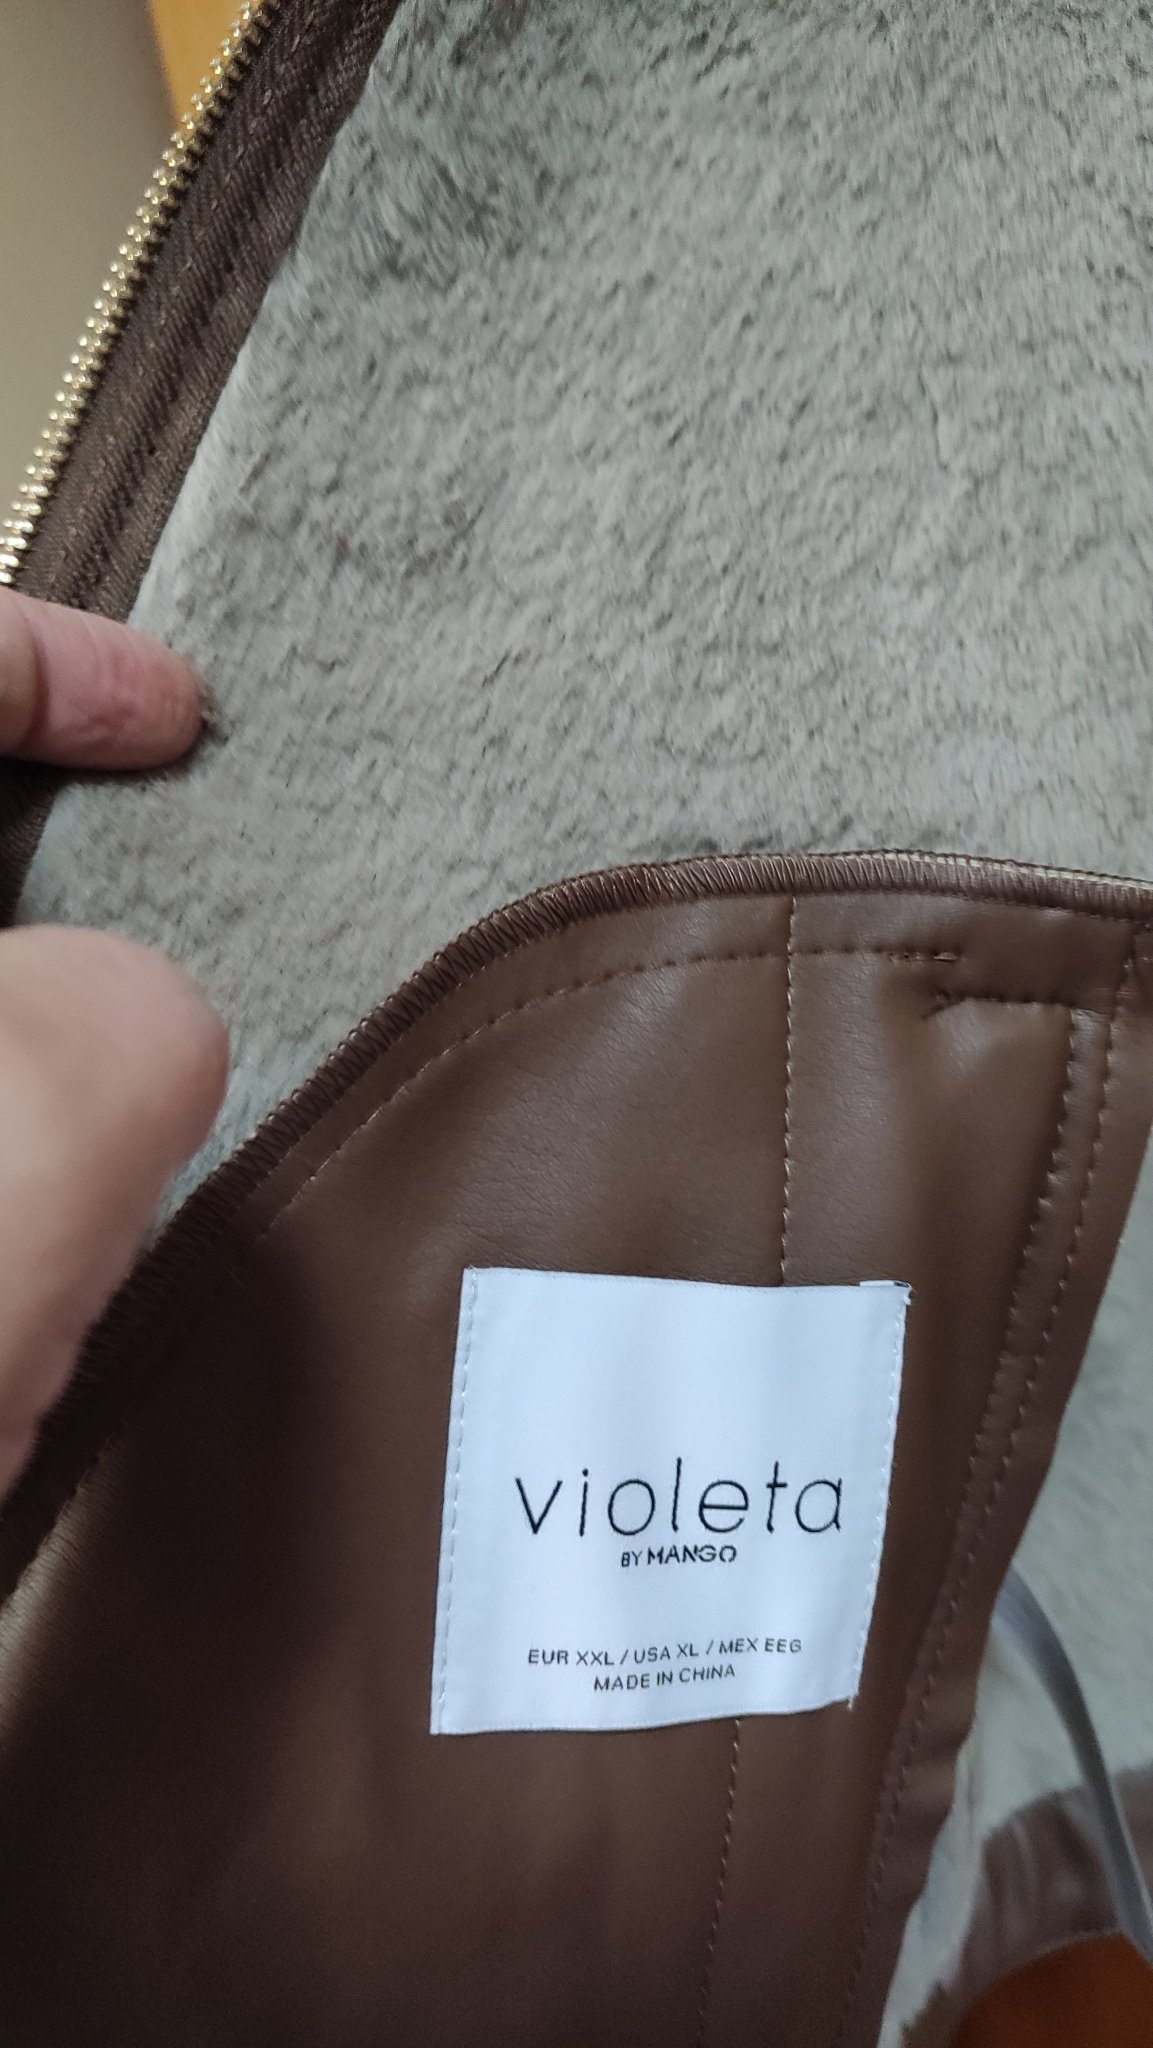 violeta
BY MANGO
EUR XXL / USA XL / MEX EEG
MADE IN CHINA